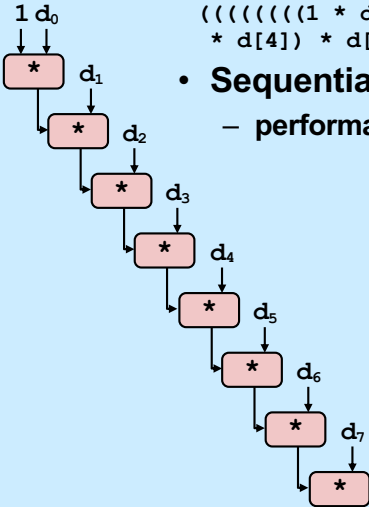 ((((((((1 * d
* d[4]) * d[
• Sequentia
– performa
1 d₀
*
d₁
*
d₂
*
d₃
*
d₄
*
d₅
*
d₆
*
d₇
*